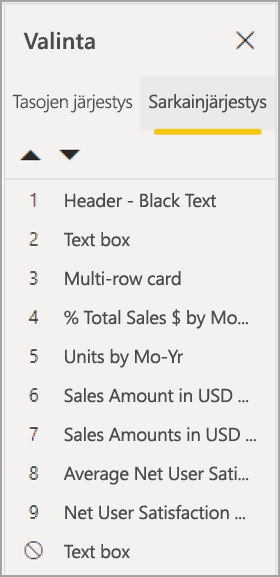 Valinta
Tasojen järjestys Sarkainjärjestys
1 Header - Black Text
2 Text box
3 Multi-row card
4 % Total Sales $ by Mo...
5 Units by Mo-Yr
6 Sales Amount in USD ...
7 Sales Amounts in USD ...
8 Average Net User Sati...
9 Net User Satisfaction ...
Text box